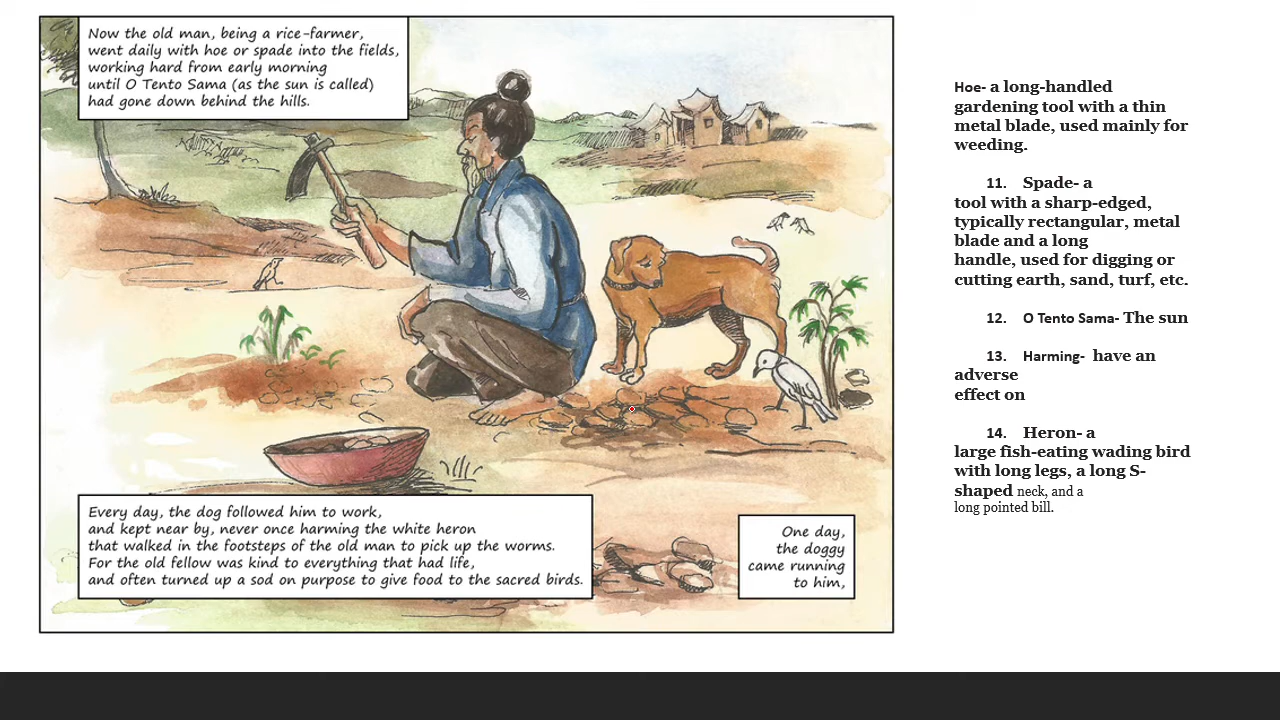 Now the old man, being a rice-farmer,
went daily with hoe or spade into the fields,
working hard from early morning
until O Tento Sama (as the sun is called)
had gone down behind the hills.
Every day, the dog followed him to work,
and kept near by, never once harming the white heron
that walked in the footsteps of the old man to pick up the worms.
For the old fellow was kind to everything that had life,
and often turned up a sod on purpose to give food to the sacred birds.
One day,
the doggy
came running
to him,
Hoe- a long-handled
gardening tool with a thin
metal blade, used mainly for
weeding.
11. Spade- a
tool with a sharp-edged,
typically rectangular, metal
blade and a long
handle, used for digging or
cutting earth, sand, turf, etc.
12. O Tento Sama- The sun
13. Harming- have an
adverse
effect on
14. Heron- a
large fish-eating wading bird
with long legs, a long S-
shaped neck, and a
long pointed bill.